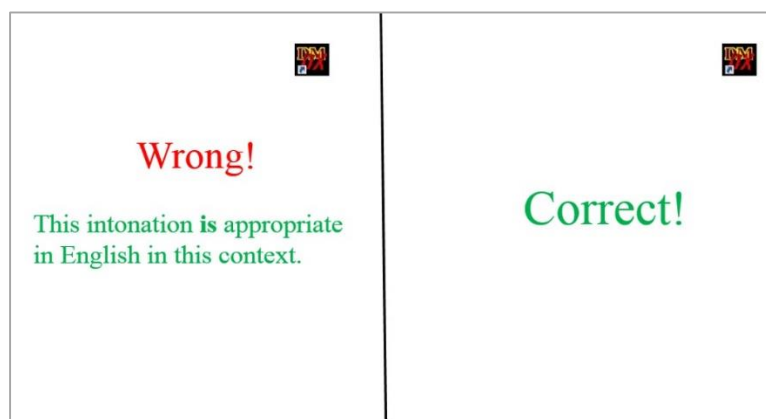 Wrong!
This intonation is appropriate
in English in this context.
Correct!